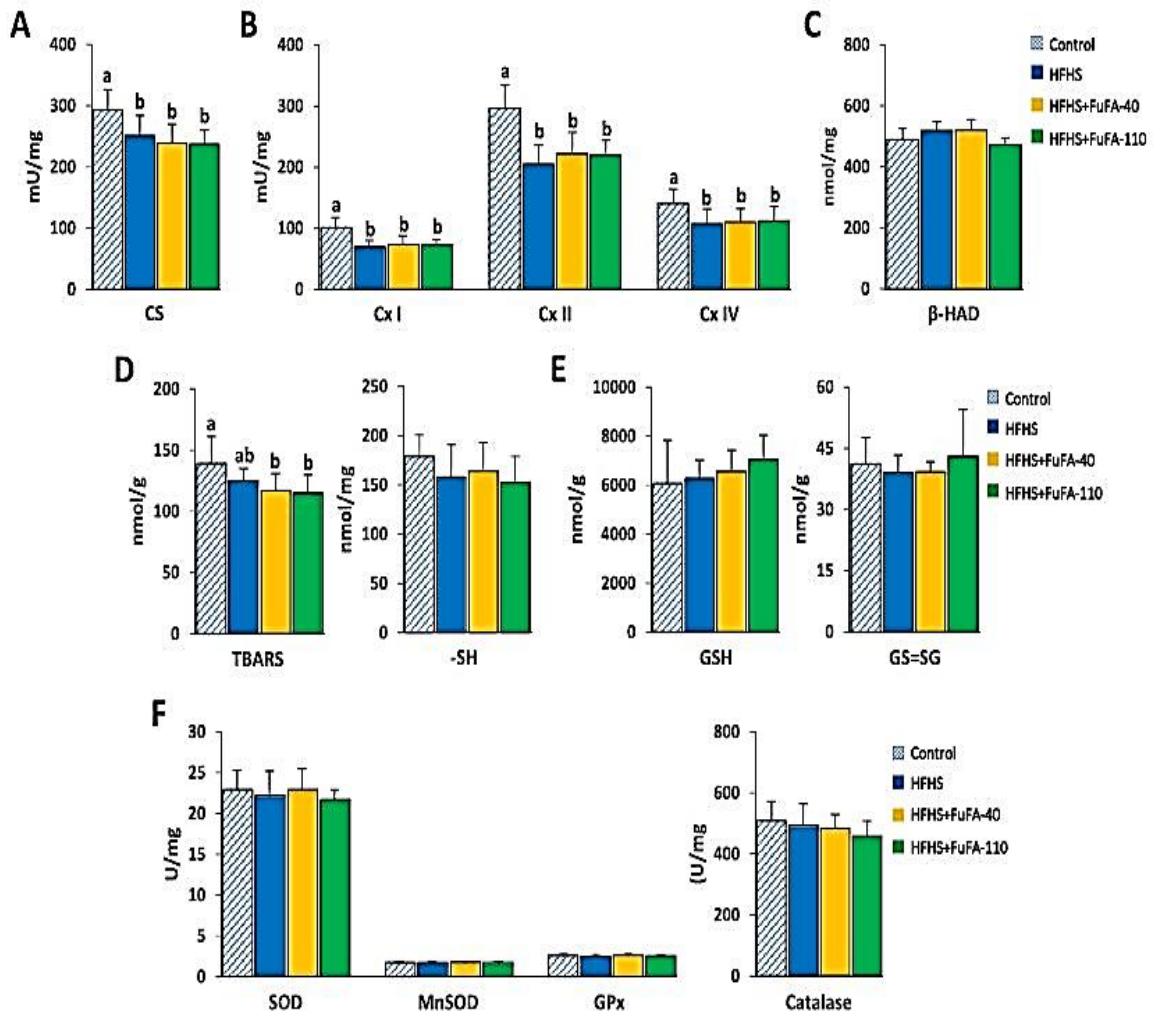 A
400
300
200
100
0
mU/mg
a
b
b
b
CS
B
400
300
200
100
0
mU/mg
a
b
b
b
a
b
b
b
a
b
b
b
Cx I
Cx II
Cx IV
C
800
600
400
200
0
nmol/mg
β-HAD
Control
HFHS
HFHS+FuFA-40
HFHS+FuFA-110
D
200
150
100
50
0
nmol/g
a
ab
b
b
TBARS
250
200
150
100
50
0
nmol/mg
-SH
E
10000
8000
6000
4000
2000
0
nmol/g
GSH
60
45
30
15
0
nmol/g
GS=SG
Control
HFHS
HFHS+FuFA-40
HFHS+FuFA-110
F
30
25
20
15
10
5
0
U/mg
SOD
MnSOD
GPx
800
600
400
200
0
(U/mg
Catalase
Control
HFHS
HFHS+FuFA-40
HFHS+FuFA-110